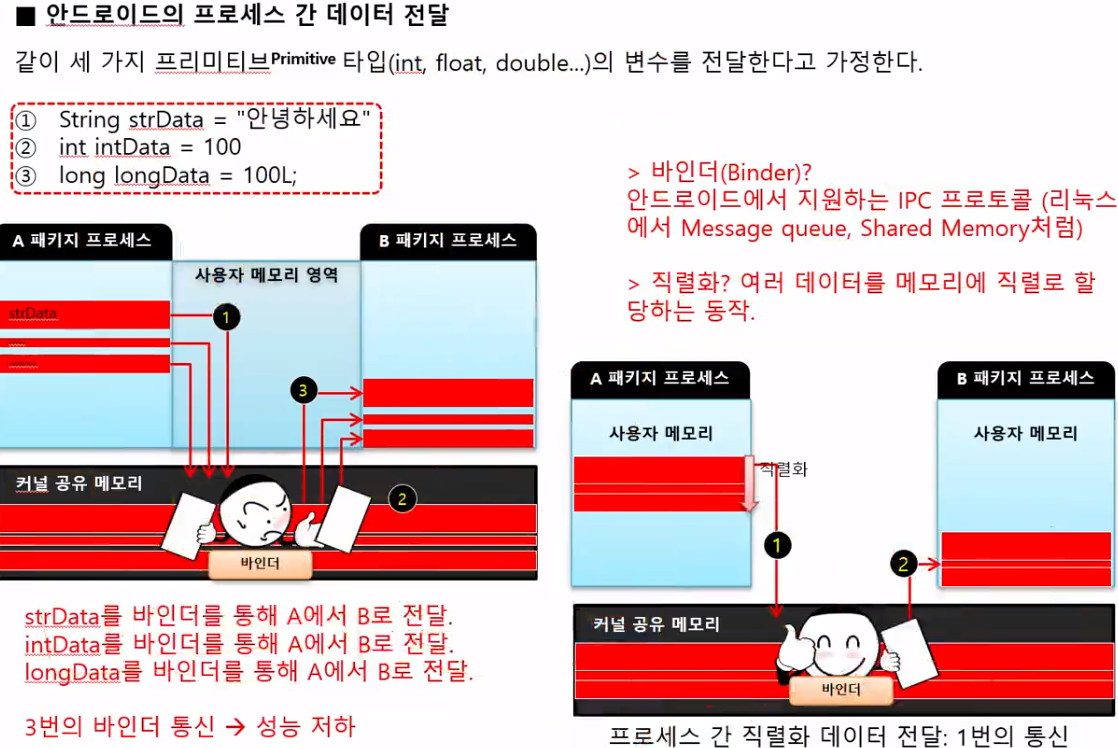 ■ 안드로이드의 프로세스 간 데이터 전달
같이 세 가지 프리미티브Primitive 타입(int, float, double...)의 변수를 전달한다고 가정한다.
① String strData = "안녕하세요"
② int intData = 100
③ long longData = 100L;
> 바인더(Binder)?
안드로이드에서 지원하는 IPC 프로토콜 (리눅스
에서 Message queue, Shared Memory처럼)
> 직렬화? 여러 데이터를 메모리에 직렬로 할
당하는 동작.
A 패키지 프로세스
B 패키지 프로세스
사용자 메모리 영역
strData
1
3
커널 공유 메모리
2
바인더
strData를 바인더를 통해 A에서 B로 전달.
intData를 바인더를 통해 A에서 B로 전달.
longData를 바인더를 통해 A에서 B로 전달.
3번의 바인더 통신 → 성능 저하
A 패키지 프로세스
B 패키지 프로세스
사용자 메모리
사용자 메모리
직렬화
1
2
커널 공유 메모리
바인더
프로세스 간 직렬화 데이터 전달: 1번의 통신